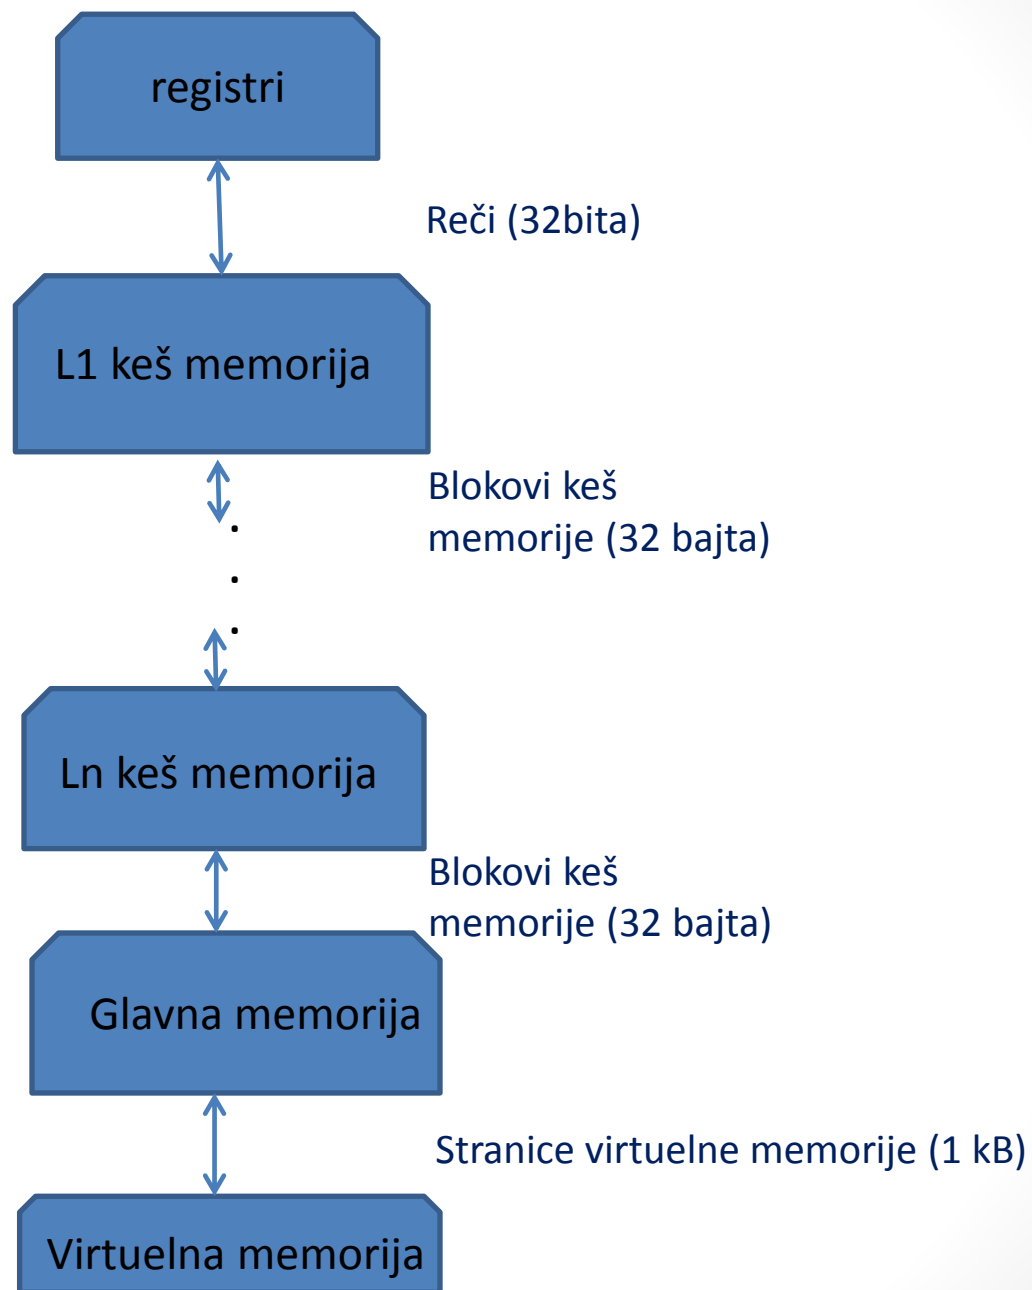 registri
Reči (32bita)
L1 keš memorija
Blokovi keš
memorije (32 bajta)
.
.
.
Ln keš memorija
Blokovi keš
memorije (32 bajta)
Glavna memorija
Stranice virtuelne memorije (1 kB)
Virtuelna memorija